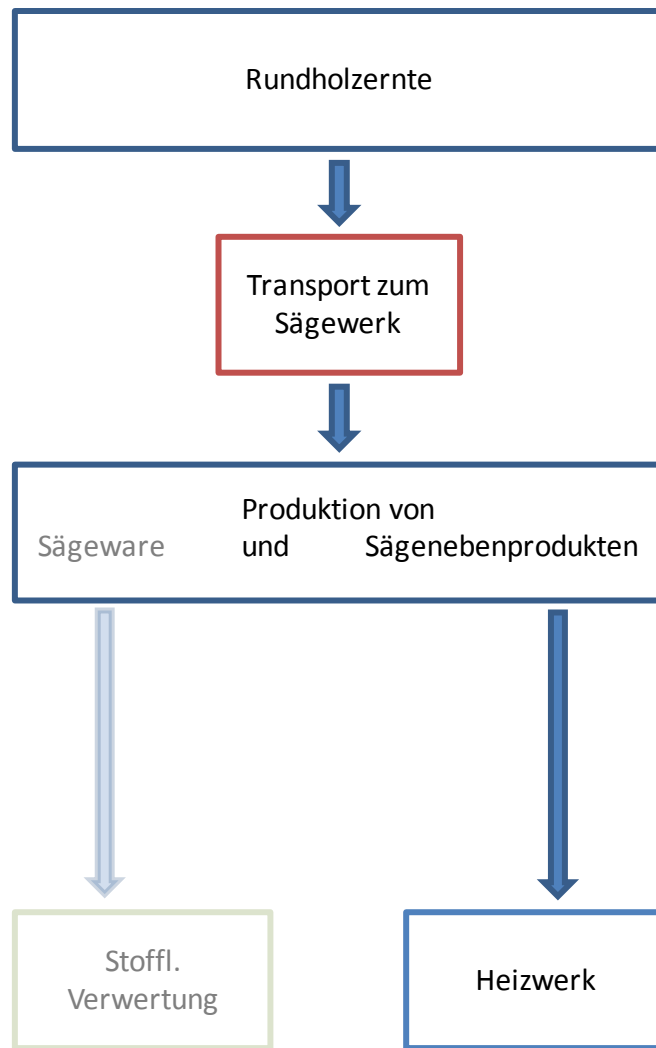 Rundholzernte
Transport zum
Sägewerk
Produktion von
Sägeware und Sägenebenprodukten
Stoffl.
Verwertung
Heizwerk